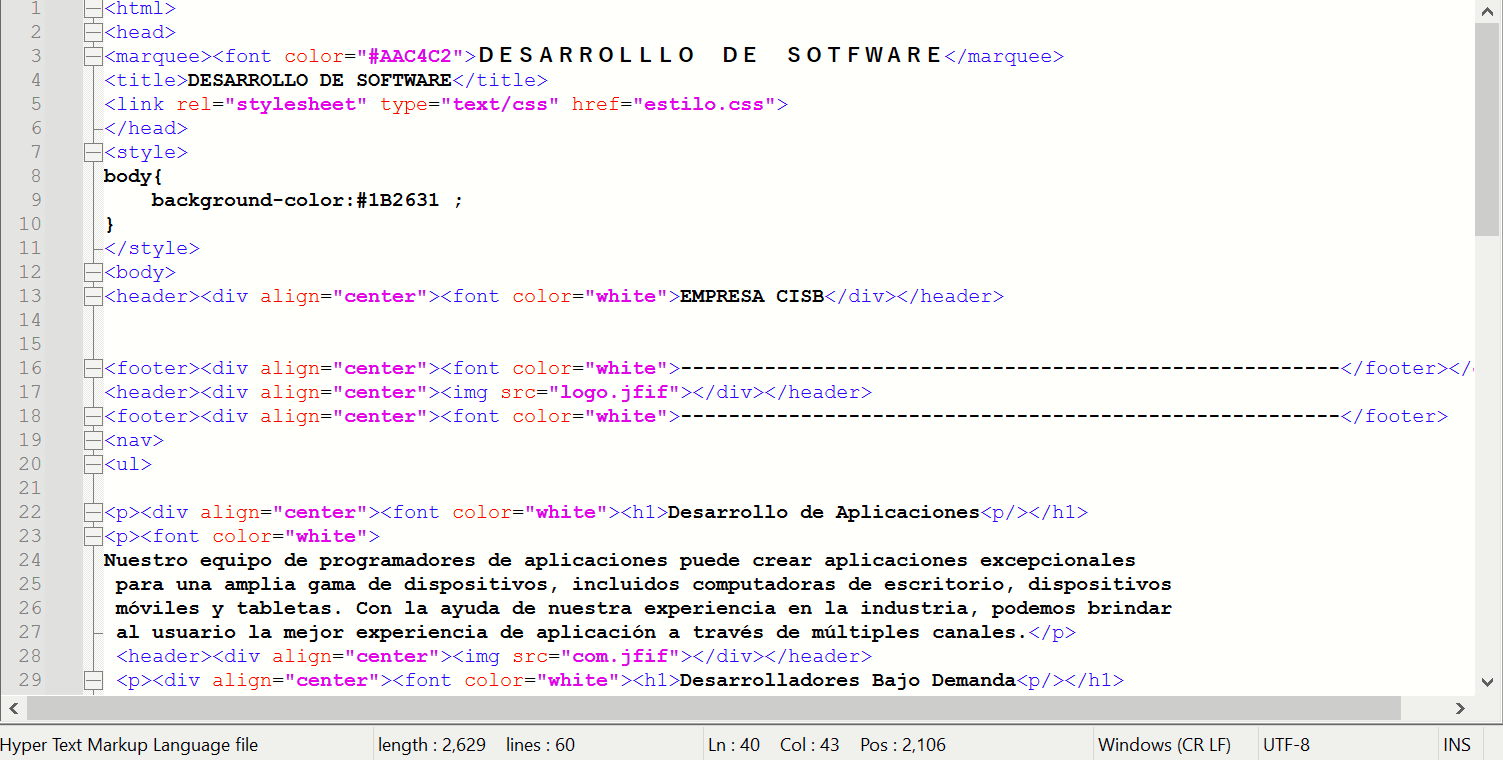 1 <html>
2 <head>
3 <marquee><font color="#AAC4C2">DESARROLLLO DE SOTFWARE</marquee>
4 <title>DESARROLLO DE SOFTWARE</title>
5 <link rel="stylesheet" type="text/css" href="estilo.css">
6 </head>
7 <style>
8 body{
9 background-color:#1B2631 ;
10 }
11 </style>
12 <body>
13 <header><div align="center"><font color="white">EMPRESA CISB</div></header>
14
15
16 <footer><div align="center"><font color="white">-------------------------------------------------------</footer></
17 <header><div align="center"><img src="logo.jfif"></div></header>
18 <footer><div align="center"><font color="white">-------------------------------------------------------</footer>
19 <nav>
20 <ul>
21
22 <p><div align="center"><font color="white"><h1>Desarrollo de Aplicaciones<p/></h1>
23 <p><font color="white">
24 Nuestro equipo de programadores de aplicaciones puede crear aplicaciones excepcionales
25 para una amplia gama de dispositivos, incluidos computadoras de escritorio, dispositivos
26 móviles y tabletas. Con la ayuda de nuestra experiencia en la industria, podemos brindar
27 al usuario la mejor experiencia de aplicación a través de múltiples canales.</p>
28 <header><div align="center"><img src="com.jfif"></div></header>
29 <p><div align="center"><font color="white"><h1>Desarrolladores Bajo Demanda<p/></h1>
Hyper Text Markup Language file length : 2,629 lines : 60 Ln : 40 Col : 43 Pos : 2,106 Windows (CR LF) UTF-8 INS